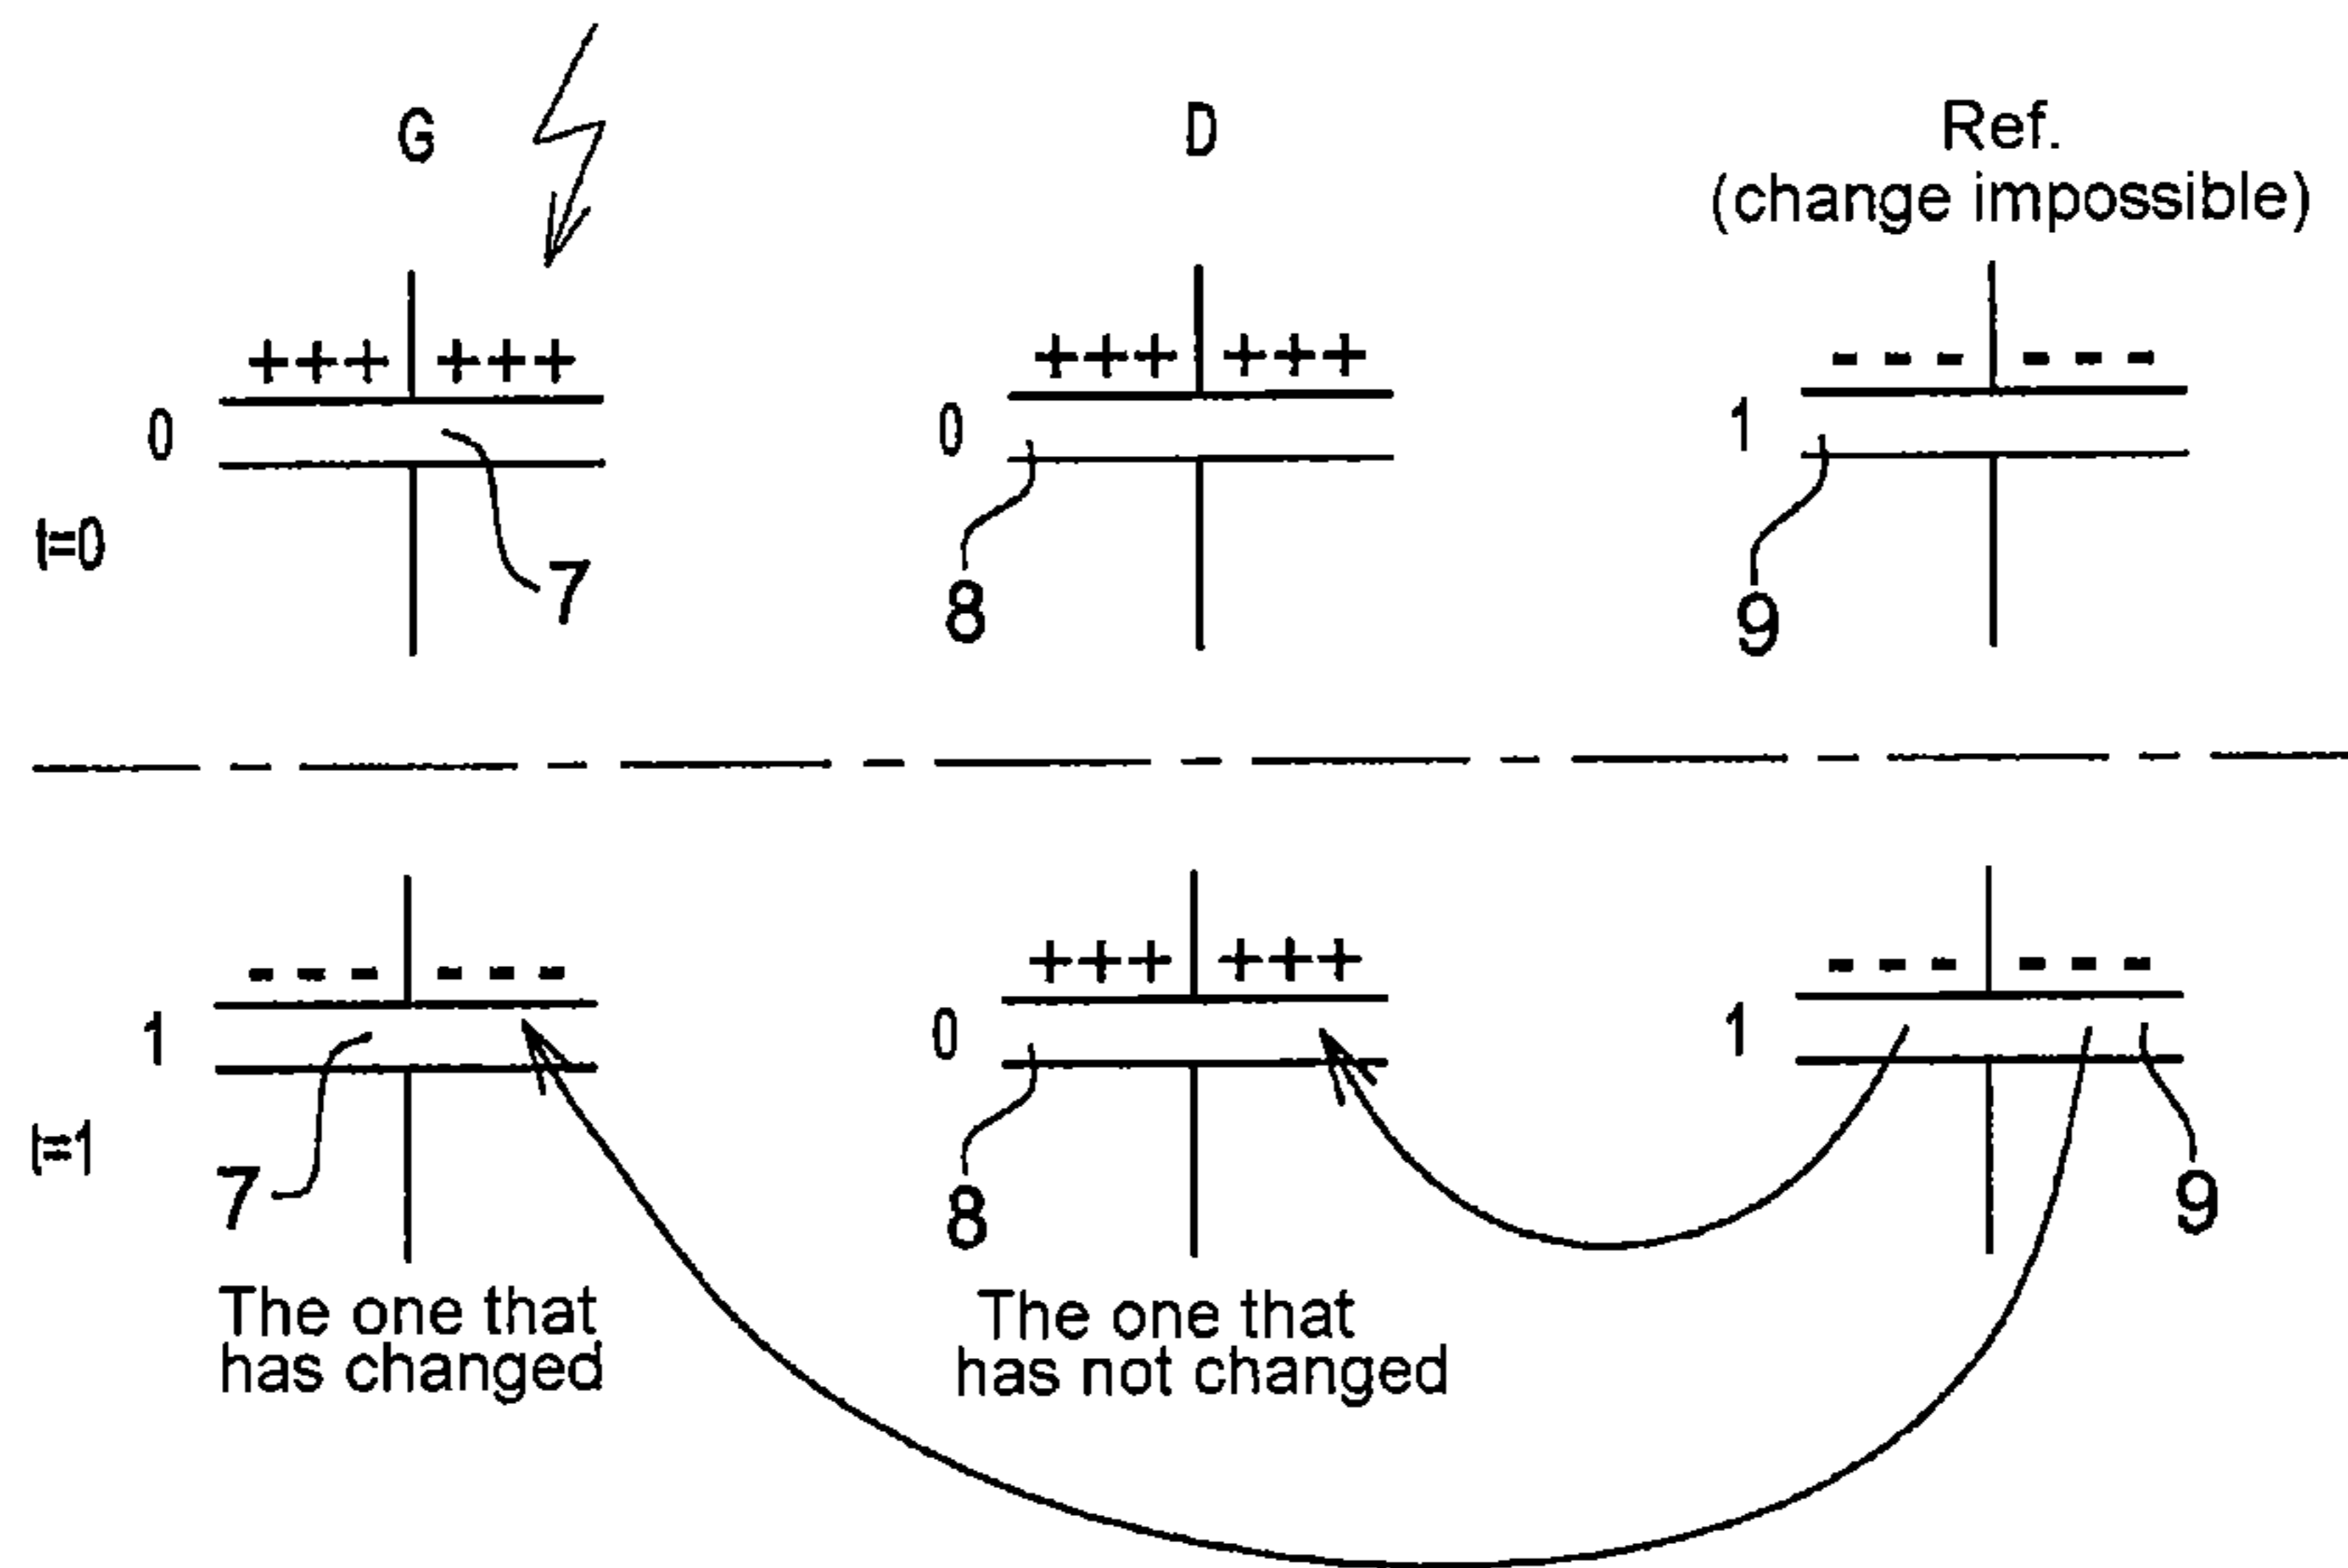 G D Ref.
(change impossible)
+++ +++ +++ +++ --- ---
0 0 1
t=0
7 8 9
--- --- +++ +++ --- ---
1 0 1
t=1
7 8 9
The one that The one that
has changed has not changed